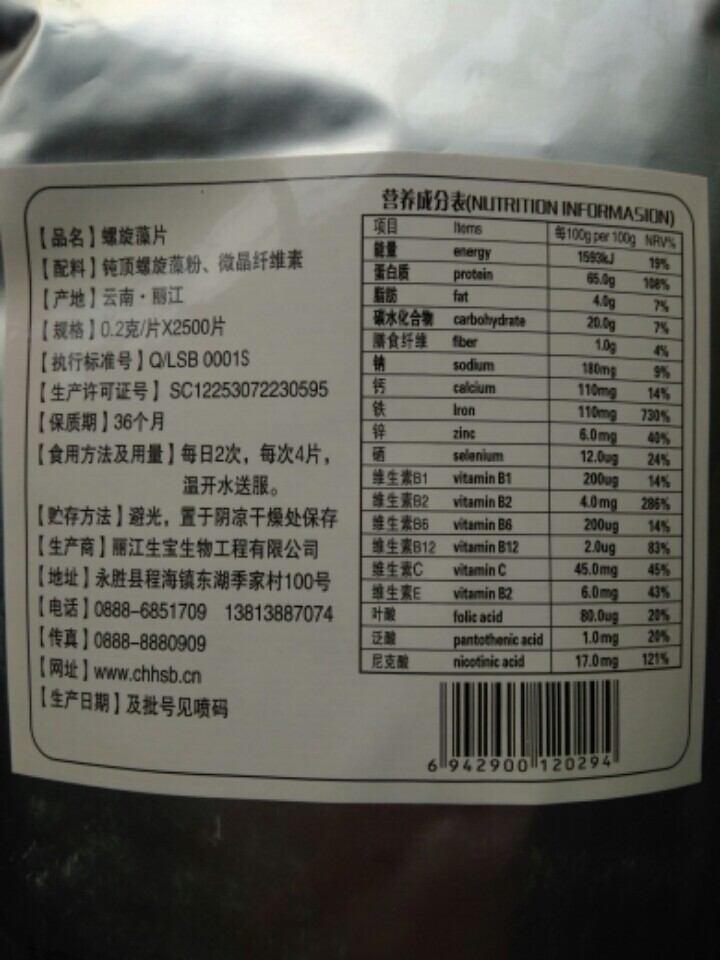 【品名】螺旋藻片
【配料】钝顶螺旋藻粉、微晶纤维素
【产地】云南·丽江
【规格】0.2克/片X2500片
【执行标准号】Q/LSB 0001S
【生产许可证号】 SC12253072230595
【保质期】36个月
【食用方法及用量】每日2次，每次4片，
温开水送服。
【贮存方法】避光，置于阴凉干燥处保存
【生产商】丽江生宝生物工程有限公司
【地址】永胜县程海镇东湖季家村100号
【电话】0888-6851709 13813887074
【传真】0888-8880909
【网址】www.chhsb.cn
【生产日期】及批号见喷码
营养成分表(NUTRITION INFORMASION)
项目 Items 每100g per 100g NRV%
能量 energy 1593kJ 19%
蛋白质 protein 65.0g 108%
脂肪 fat 4.0g 7%
碳水化合物 carbohydrate 20.0g 7%
膳食纤维 fiber 1.0g 4%
钠 sodium 180mg 9%
钙 calcium 110mg 14%
铁 Iron 110mg 730%
锌 zinc 6.0mg 40%
硒 selenium 12.0ug 24%
维生素B1 vitamin B1 200ug 14%
维生素B2 vitamin B2 4.0mg 286%
维生素B6 vitamin B6 200ug 14%
维生素B12 vitamin B12 2.0ug 83%
维生素C vitamin C 45.0mg 45%
维生素E vitamin B2 6.0mg 43%
叶酸 folic acid 80.0ug 20%
泛酸 pantothenic acid 1.0mg 20%
尼克酸 nicotinic acid 17.0mg 121%
6 942900 120294